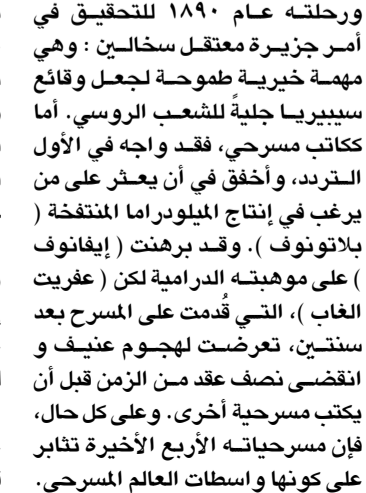 ورحلته عام ١٨٩٠ للتحقيق في
أمر جزيرة معتقل سخالين : وهي
مهمة خيرية طموحة لجعل وقائع
سيبيريا جليةً للشعب الروسي. أما
ككاتب مسرحي، فقد واجه في الأول
التردد، وأخفق في أن يعثر على من
يرغب في إنتاج الميلودراما المنتفخة (
بلاتونوف ). وقد برهنت ( إيفانوف
) على موهبته الدرامية لكن ( عفريت
الغاب )، التي قُدمت على المسرح بعد
سنتين، تعرضت لهجوم عنيف و
انقضى نصف عقد من الزمن قبل أن
يكتب مسرحية أخرى. وعلى كل حال،
فإن مسرحياته الأربع الأخيرة تثابر
على كونها واسطات العالم المسرحي.